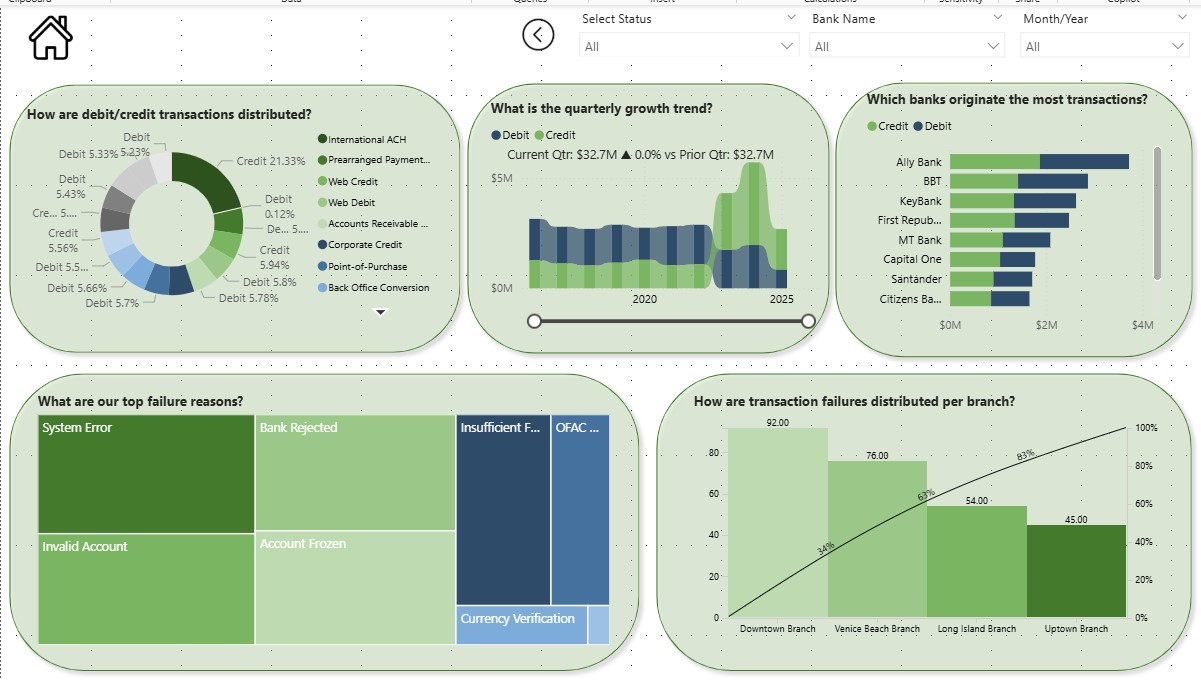 Clipboard
Data
Queries
Insert
Calculations
Sensitivity
Share
Copilot
Select Status
All
Bank Name
All
Month/Year
All
How are debit/credit transactions distributed?
Debit
5.23%
Debit 5.33%
Debit
5.43%
Cre... 5....
Credit
5.56%
Debit 5.5...
Debit 5.66%
Debit 5.7%
Credit 21.33%
Debit
0.12%
De... 5....
Credit
5.94%
Debit 5.8%
Debit 5.78%
International ACH
Prearranged Payment...
Web Credit
Web Debit
Accounts Receivable ...
Corporate Credit
Point-of-Purchase
Back Office Conversion
What is the quarterly growth trend?
Debit Credit
Current Qtr: $32.7M ▲ 0.0% vs Prior Qtr: $32.7M
$5M
$0M
2020
2025
Which banks originate the most transactions?
Credit Debit
Ally Bank
BBT
KeyBank
First Repub...
MT Bank
Capital One
Santander
Citizens Ba...
$0M
$2M
$4M
What are our top failure reasons?
System Error
Invalid Account
Bank Rejected
Account Frozen
Insufficient F...
OFAC ...
Currency Verification
How are transaction failures distributed per branch?
92.00
76.00
54.00
45.00
34%
63%
83%
80
60
40
20
0
100%
80%
60%
40%
20%
0%
Downtown Branch
Venice Beach Branch
Long Island Branch
Uptown Branch